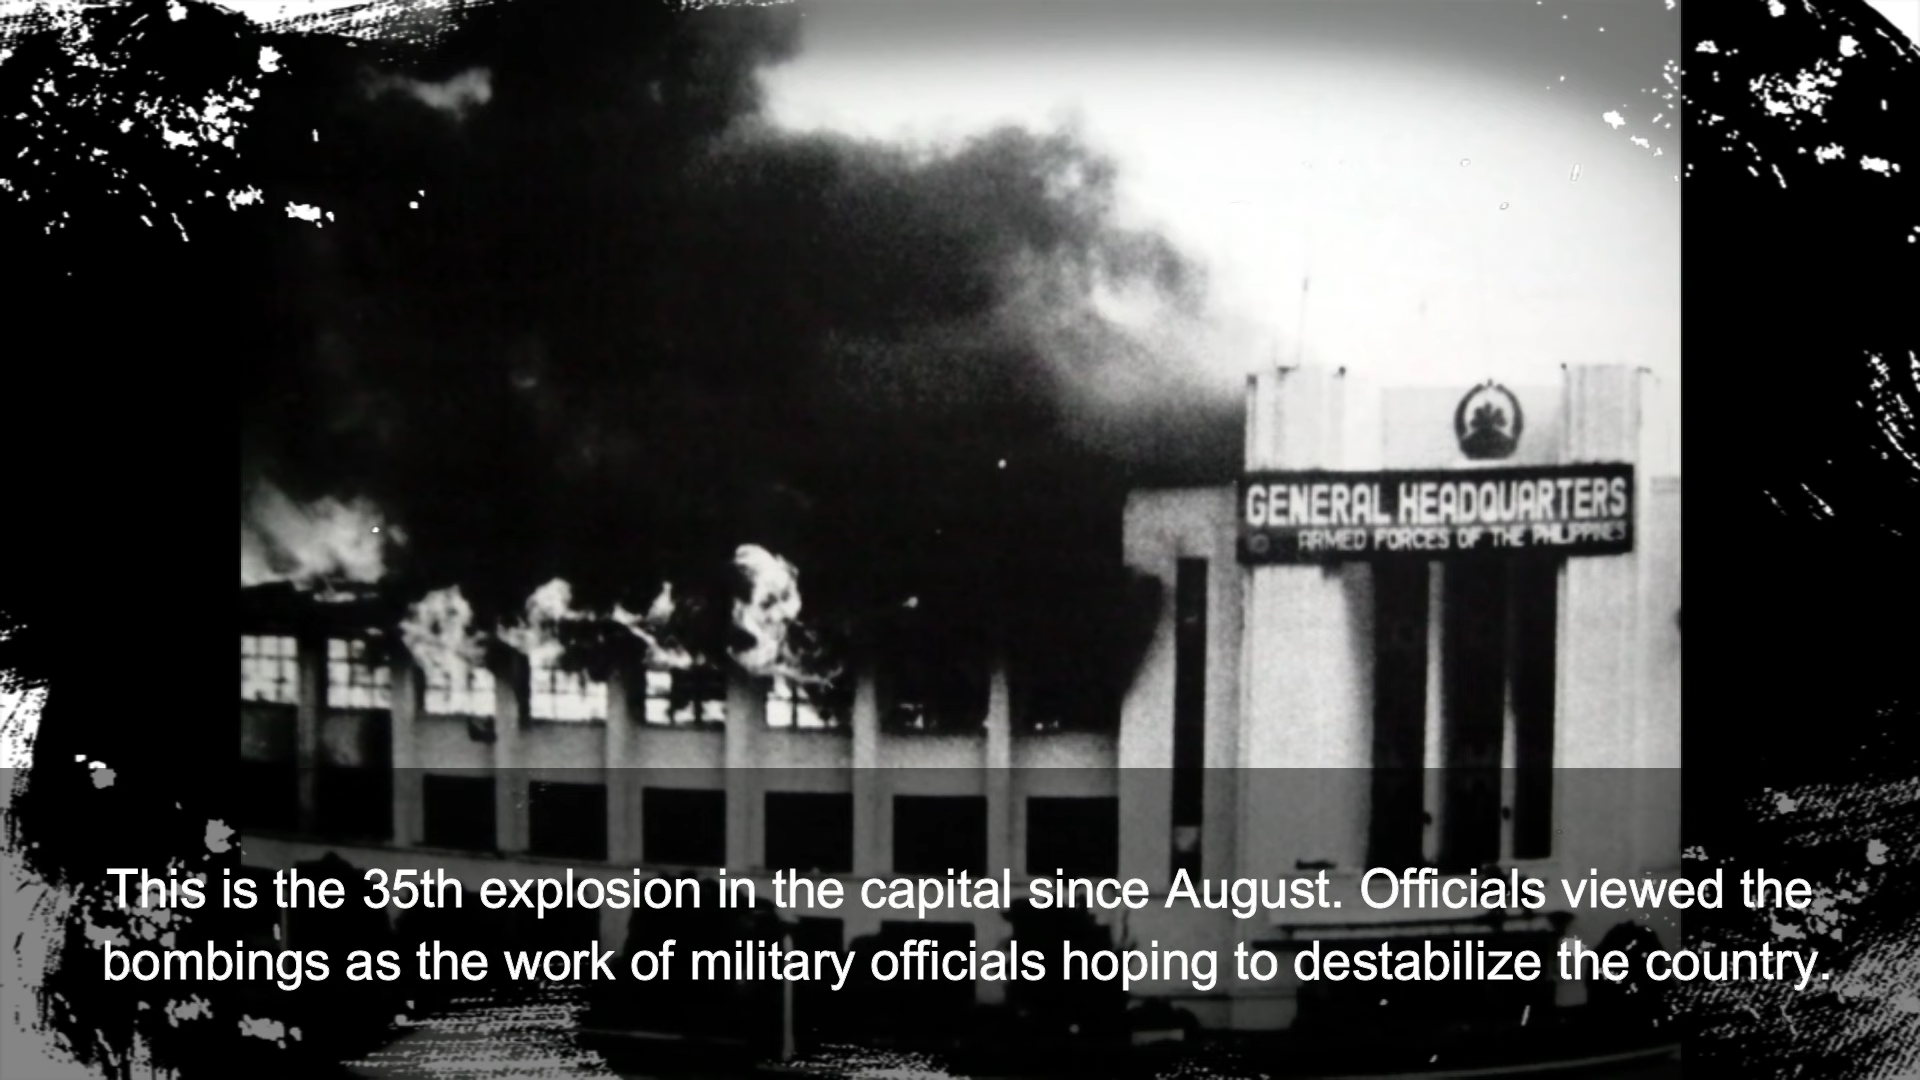 GENERAL HEADQUARTERS
ARMED FORCES OF THE PHILIPPINES
This is the 35th explosion in the capital since August. Officials viewed the
bombings as the work of military officials hoping to destabilize the country.